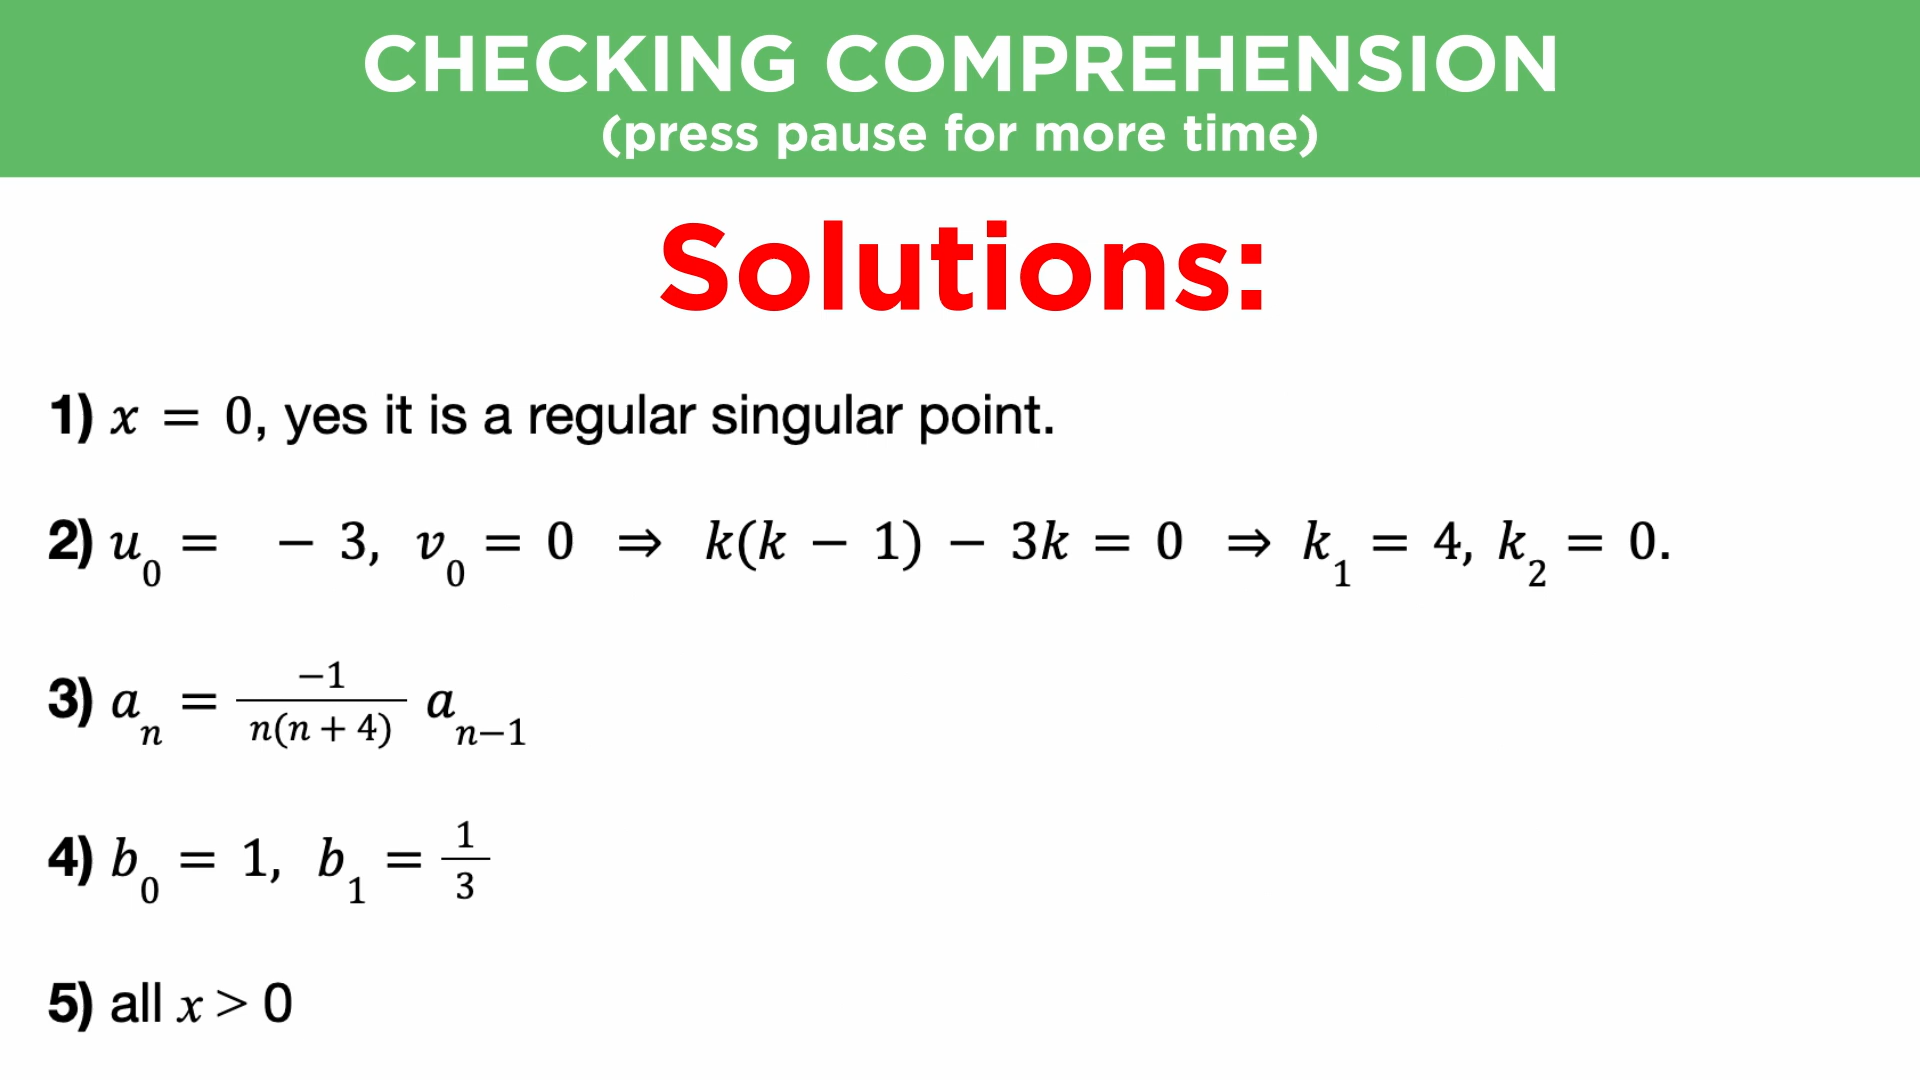 CHECKING COMPREHENSION
(press pause for more time)
Solutions:
1) x = 0, yes it is a regular singular point.
2) u₀ = − 3, v₀ = 0 ⇒ k(k − 1) − 3k = 0 ⇒ k₁ = 4, k₂ = 0.
3) aₙ = −1/n(n + 4) aₙ₋₁
4) b₀ = 1, b₁ = 1/3
5) all x > 0